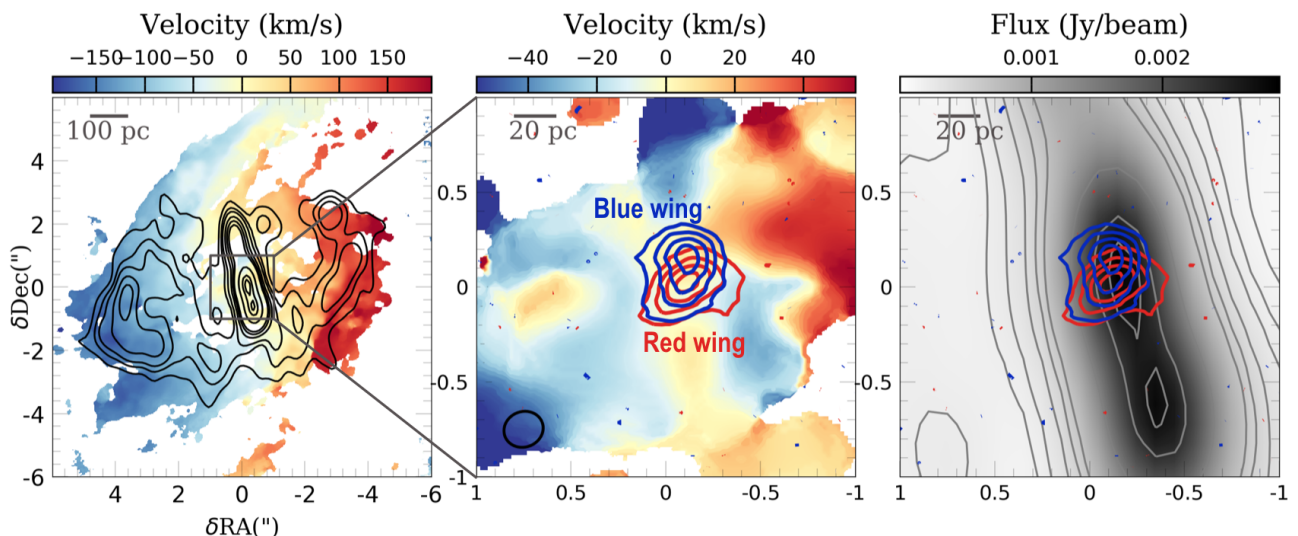 Velocity (km/s)
−150 −100 −50 0 50 100 150
100 pc
4
2
0
-2
-4
-6
δDec(")
4 2 0 -2 -4 -6
δRA(")
Velocity (km/s)
−40 −20 0 20 40
20 pc
Blue wing
Red wing
0.5
0
-0.5
-1
1 0.5 0 -0.5 -1
Flux (Jy/beam)
0.001 0.002
20 pc
0.5
0
-0.5
1 0.5 0 -0.5 -1